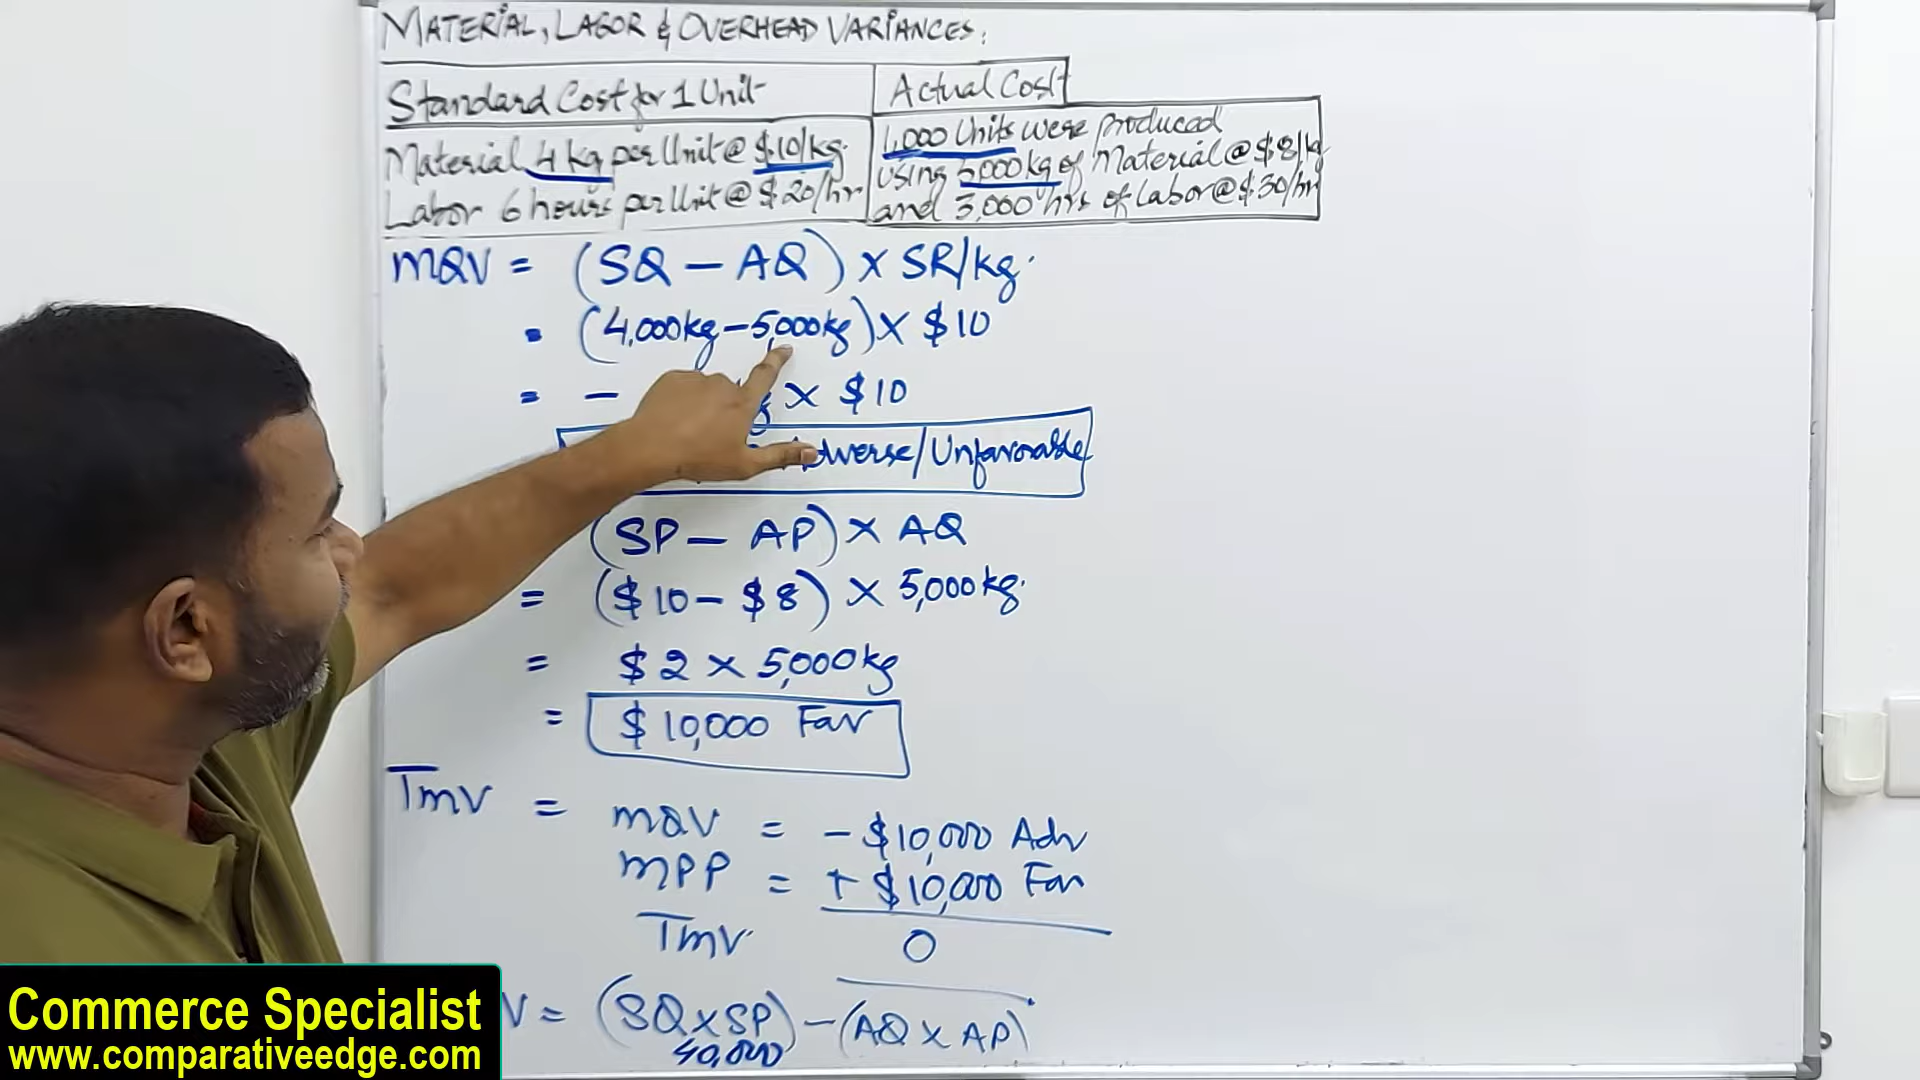 MATERIAL, LABOR & OVERHEAD VARIANCES:
Standard Cost for 1 Unit
Material 4 kg per Unit @ $10/kg.
Labor 6 hours per Unit @ $20/hr
Actual Cost
1,000 Units were produced
using 5,000kg of Material @ $8/kg
and 3,000 hrs of labor @ $30/hr
MQV = (SQ - AQ) x SR/kg.
= (4,000kg - 5,000kg) x $10
= - x $10
Adverse/Unfavorable
(SP - AP) x AQ
= ($10 - $8) x 5,000kg.
= $2 x 5,000kg
= $10,000 Fav
TMV = MQV = - $10,000 Adv
MPP = + $10,000 Fav
TMV 0
V = (SQ x SP) - (AQ x AP)
40,000
Commerce Specialist
www.comparativeedge.com